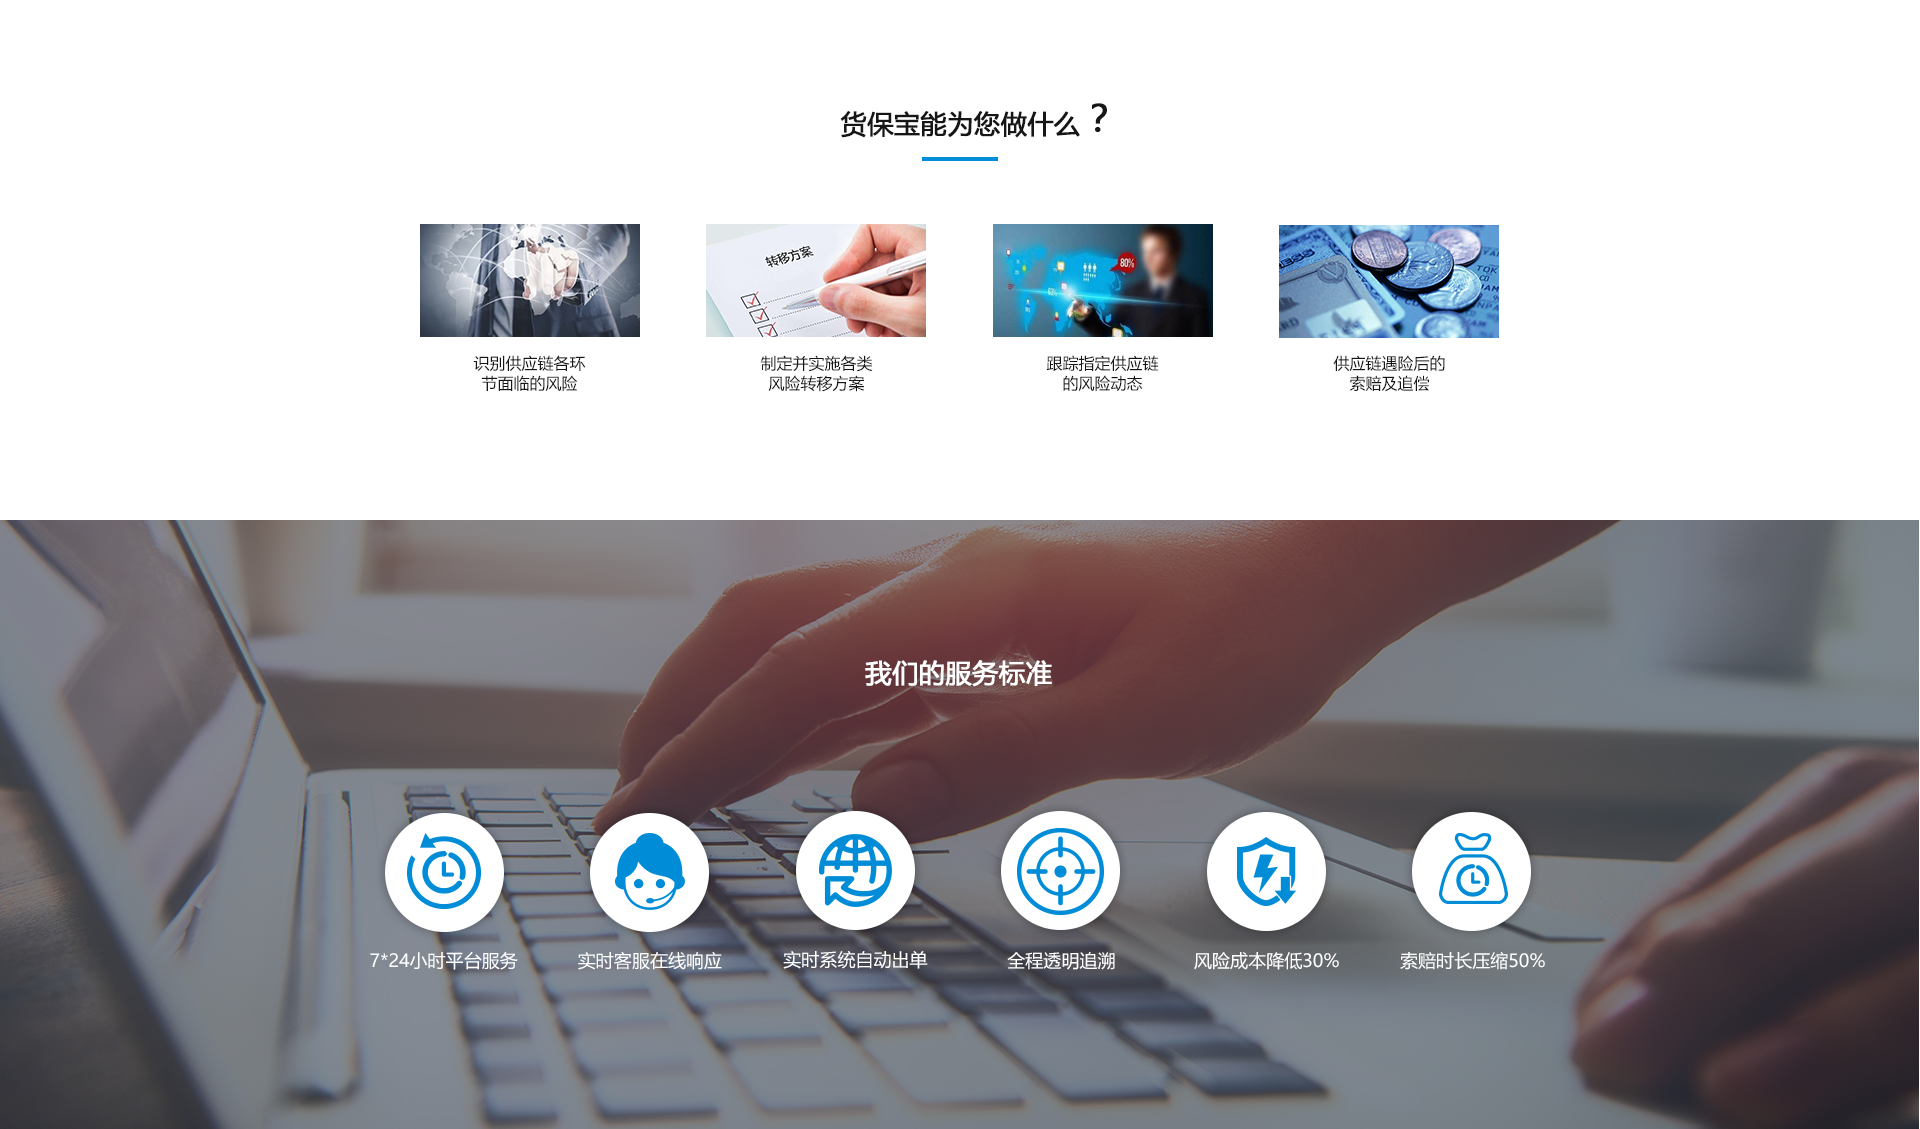 货保宝能为您做什么？
转移方案
80%
识别供应链各环
节面临的风险
制定并实施各类
风险转移方案
跟踪指定供应链
的风险动态
供应链遇险后的
索赔及追偿
我们的服务标准
7*24小时平台服务
实时客服在线响应
实时系统自动出单
全程透明追溯
风险成本降低30%
索赔时长压缩50%